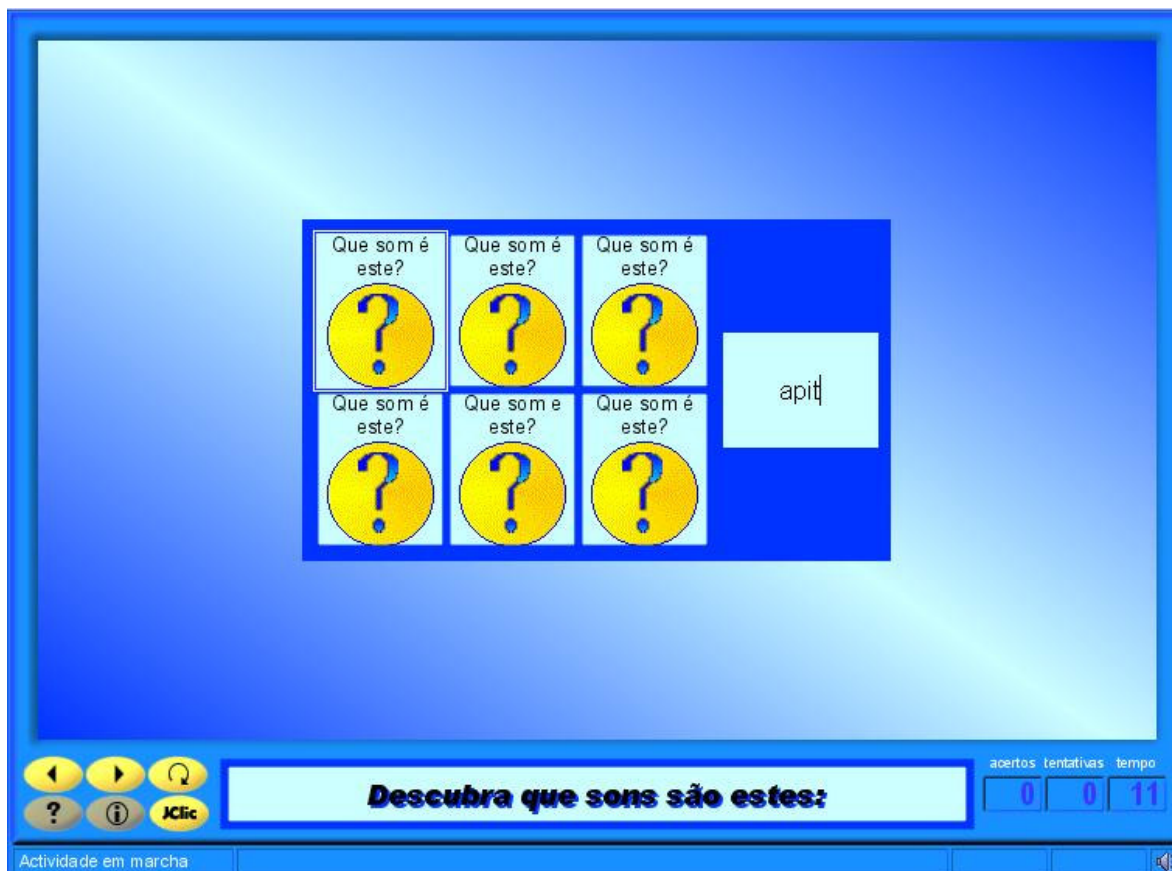 Que som é
este?
Que som é
este?
Que som é
este?
Que som é
este?
Que som e
este?
Que som é
este?
apit
JClic
Descubra que sons são estes:
acertos tentativas tempo
0 0 11
Actividade em marcha